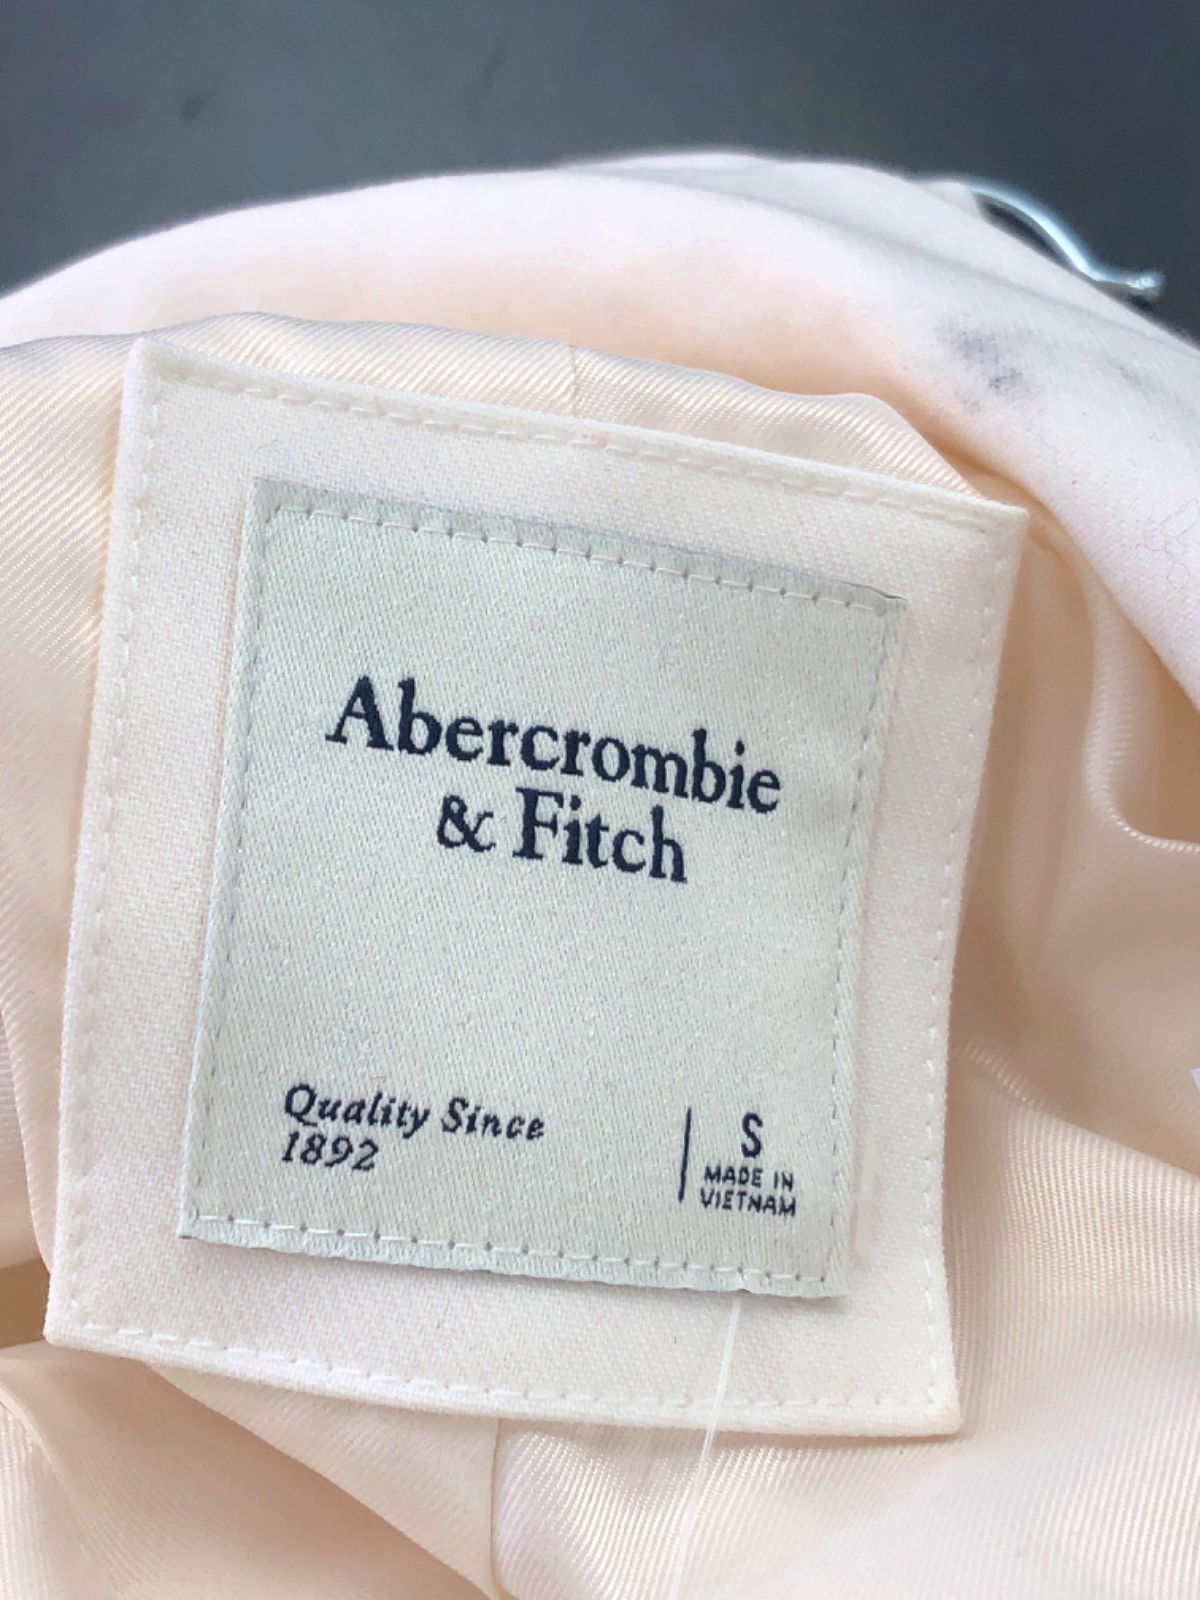 Abercrombie
& Fitch
Quality Since
1892
S
MADE IN
VIETNAM